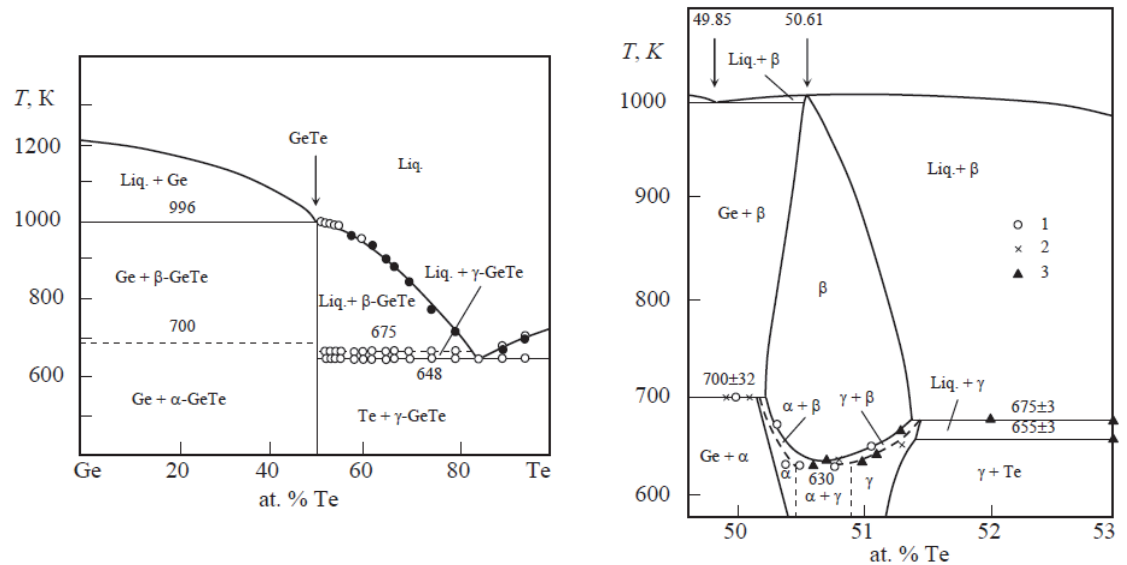 T, K
1200
1000
800
600
GeTe
Liq.
Liq. + Ge
996
Ge + β-GeTe
Liq. + γ-GeTe
Liq.+ β-GeTe
700
675
648
Ge + α-GeTe
Te + γ-GeTe
Ge
20
40
60
80
Te
at. % Te
49.85
50.61
T, K
Liq.+ β
1000
900
800
700
600
Liq.+ β
Ge + β
1
2
3
β
700±32
Liq. + γ
α + β
γ + β
675±3
655±3
Ge + α
α
630
α + γ
γ
γ + Te
50
51
52
53
at. % Te